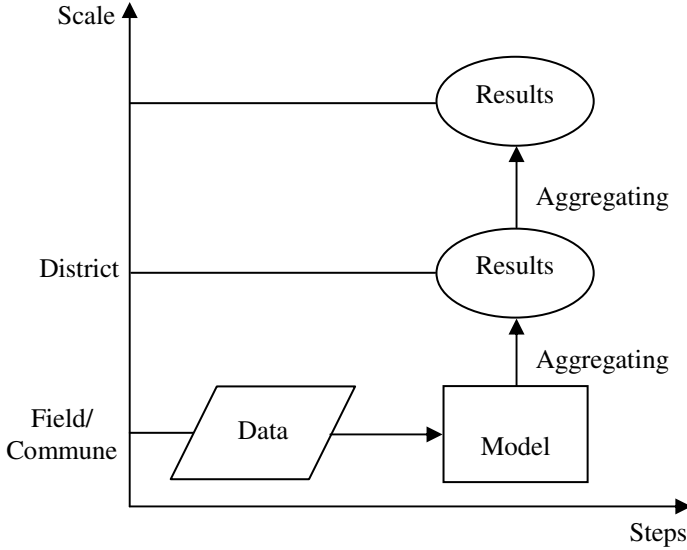 Scale
Results
Aggregating
District
Results
Aggregating
Field/
Commune
Data
Model
Steps